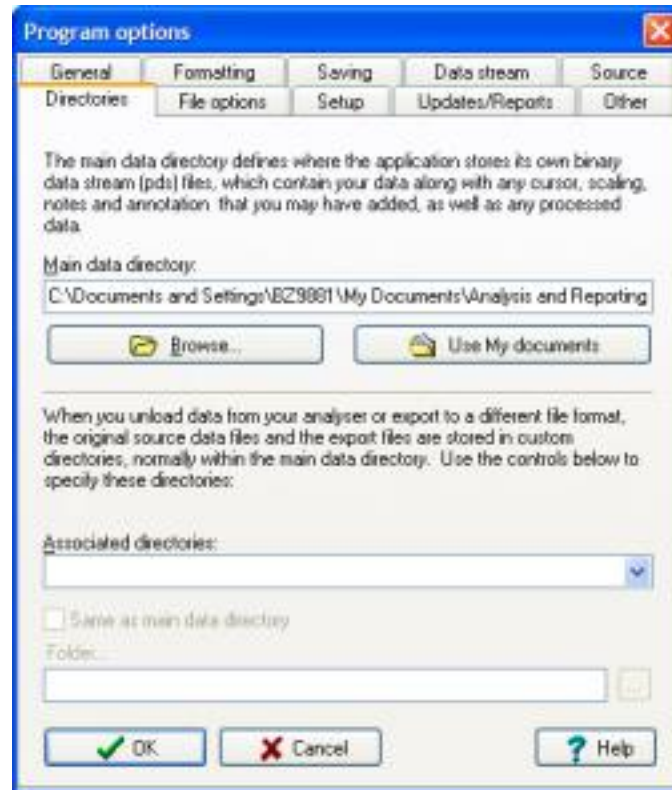 Program options
General Formatting Saving Data stream Source
Directories File options Setup Updates/Reports Other
The main data directory defines where the application stores its own binary
data stream (pds) files, which contain your data along with any cursor, scaling,
notes and annotation that you may have added, as well as any processed
data.
Main data directory:
C:\Documents and Settings\BZ9881\My Documents\Analysis and Reporting
Browse... Use My documents
When you unload data from your analyser or export to a different file format,
the original source data files and the export files are stored in custom
directories, normally within the main data directory. Use the controls below to
specify these directories:
Associated directories:
Same as main data directory
Folder...
...
OK Cancel ? Help